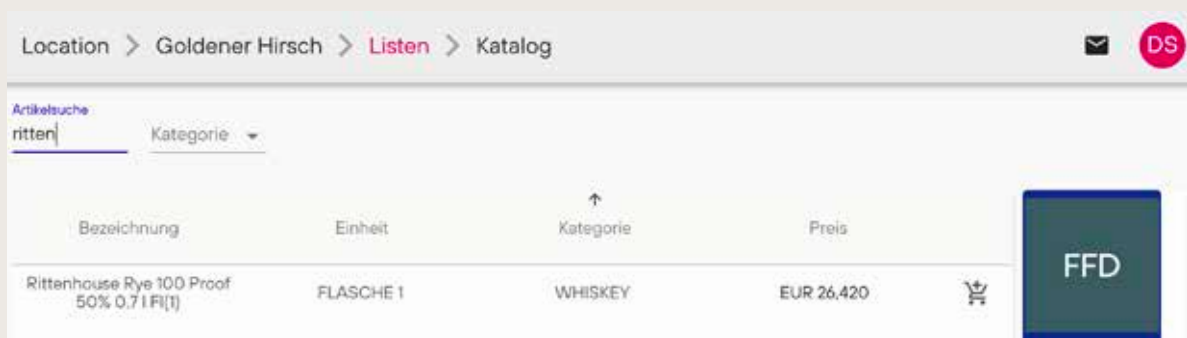 Location > Goldener Hirsch > Listen > Katalog
DS
Artikelsuche
ritten
Kategorie
Bezeichnung Einheit Kategorie Preis
FFD
Rittenhouse Rye 100 Proof
50% 0.7 l Fl(1)
FLASCHE 1 WHISKEY EUR 26,420